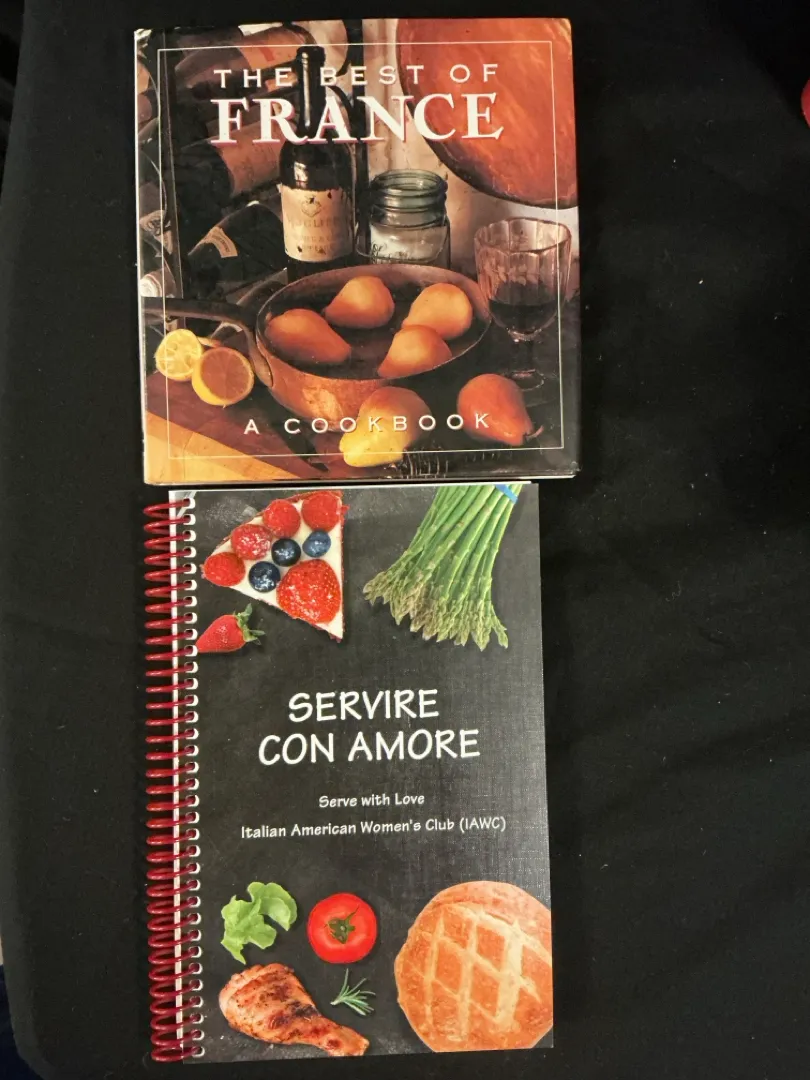 THE BEST OF
FRANCE
A COOKBOOK
SERVIRE
CON AMORE
Serve with Love
Italian American Women's Club (IAWC)